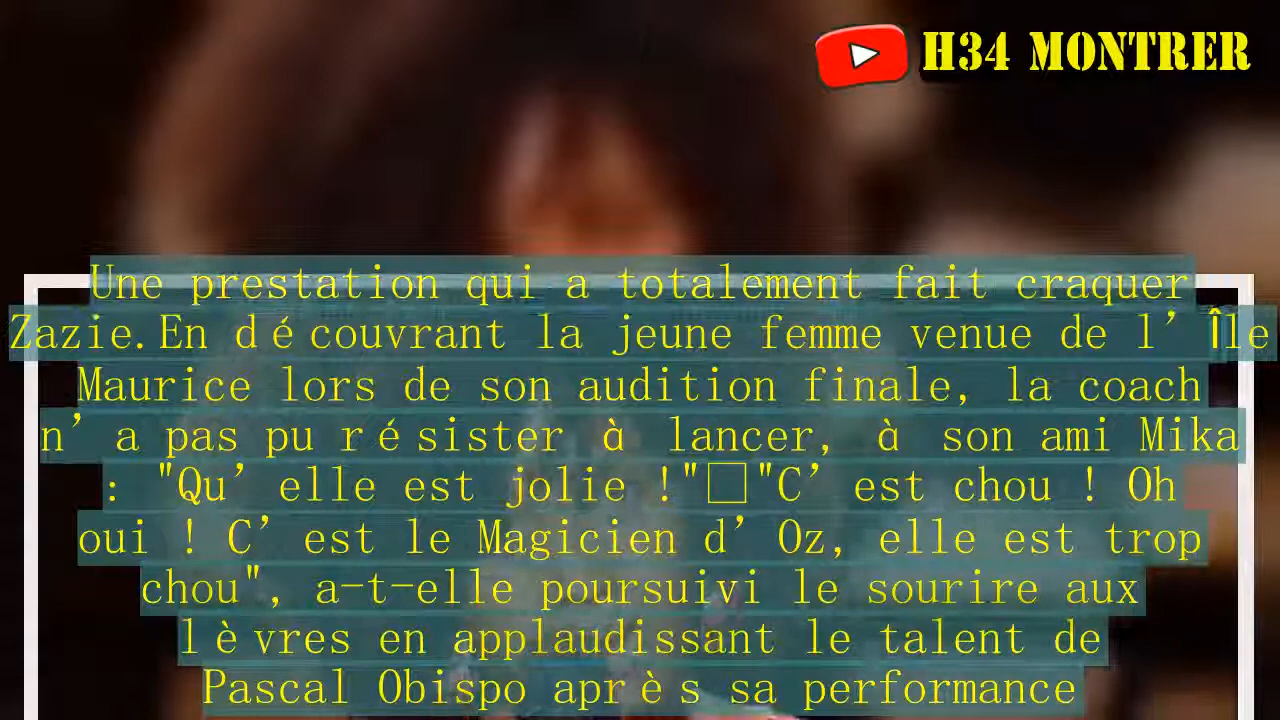 H34 MONTRER
Une prestation qui a totalement fait craquer
Zazie.En découvrant la jeune femme venue de l’Île
Maurice lors de son audition finale, la coach
n’a pas pu résister à lancer, à son ami Mika
: "Qu’elle est jolie !"□"C’est chou ! Oh
oui ! C’est le Magicien d’Oz, elle est trop
chou", a-t-elle poursuivi le sourire aux
lèvres en applaudissant le talent de
Pascal Obispo après sa performance